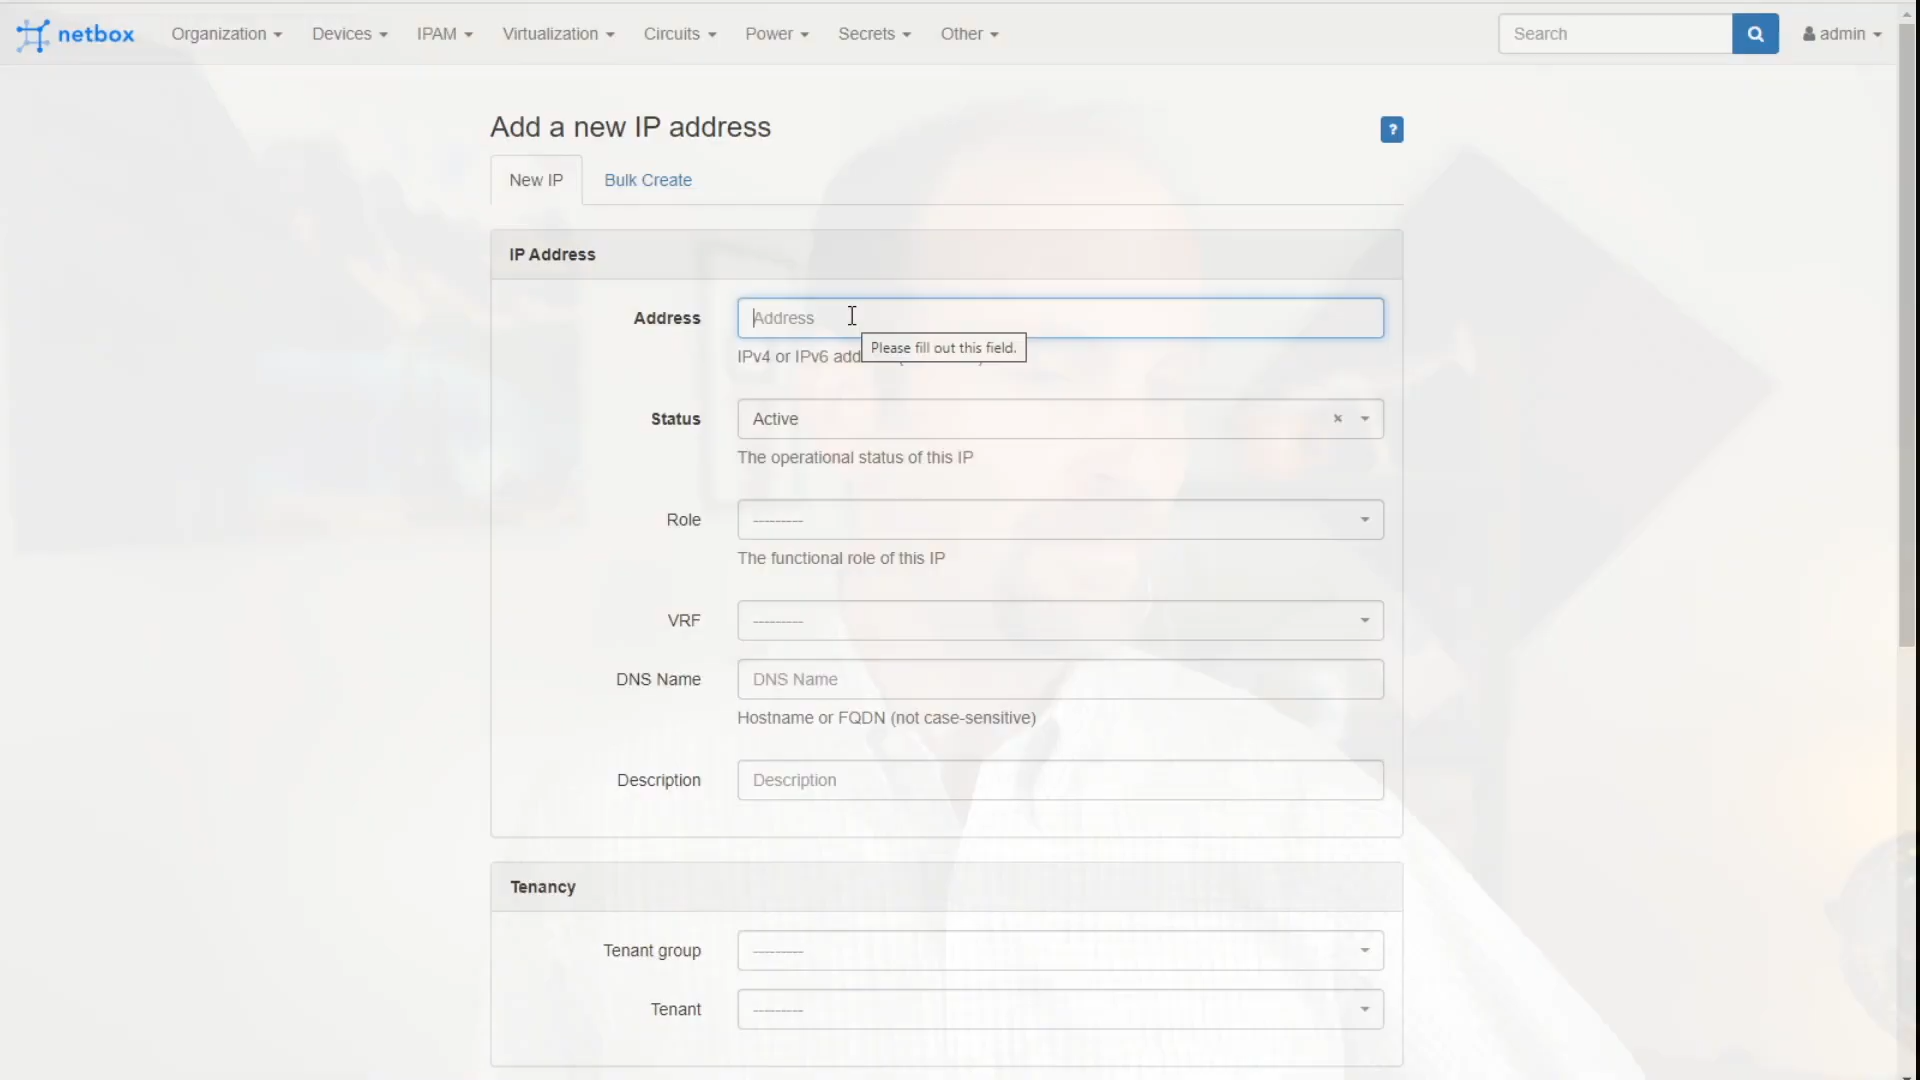 netbox Organization Devices IPAM Virtualization Circuits Power Secrets Other Search admin
Add a new IP address ?
New IP Bulk Create
IP Address
Address Address
Please fill out this field.
IPv4 or IPv6 add
Status Active ×
The operational status of this IP
Role ---------
The functional role of this IP
VRF ---------
DNS Name DNS Name
Hostname or FQDN (not case-sensitive)
Description Description
Tenancy
Tenant group ---------
Tenant ---------